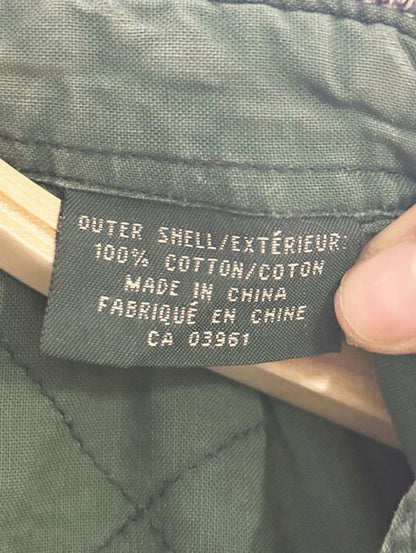 OUTER SHELL/EXTÉRIEUR:
100% COTTON/COTON
MADE IN CHINA
FABRIQUÉ EN CHINE
CA 03961